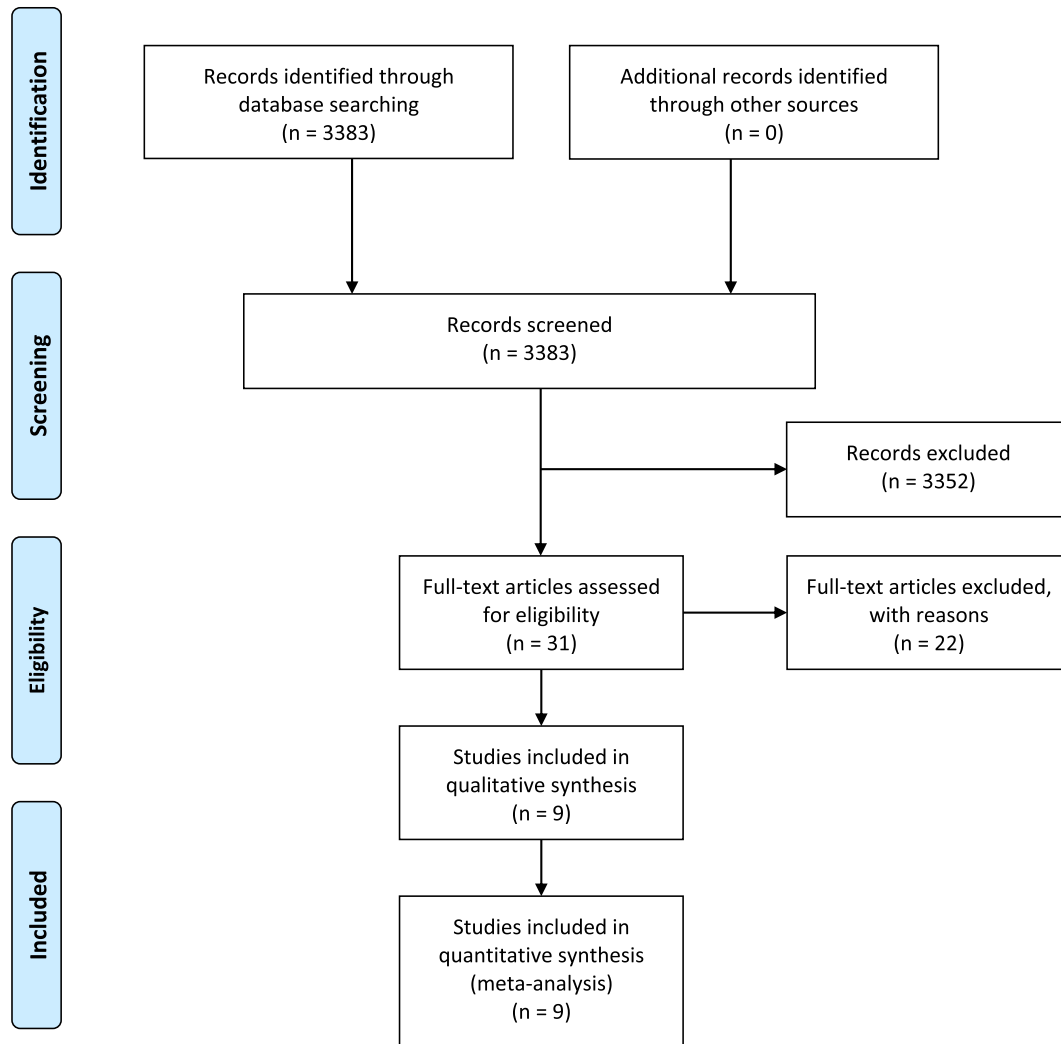 Identification
Records identified through
database searching
(n = 3383)
Additional records identified
through other sources
(n = 0)
Screening
Records screened
(n = 3383)
Records excluded
(n = 3352)
Eligibility
Full-text articles assessed
for eligibility
(n = 31)
Full-text articles excluded,
with reasons
(n = 22)
Studies included in
qualitative synthesis
(n = 9)
Included
Studies included in
quantitative synthesis
(meta-analysis)
(n = 9)